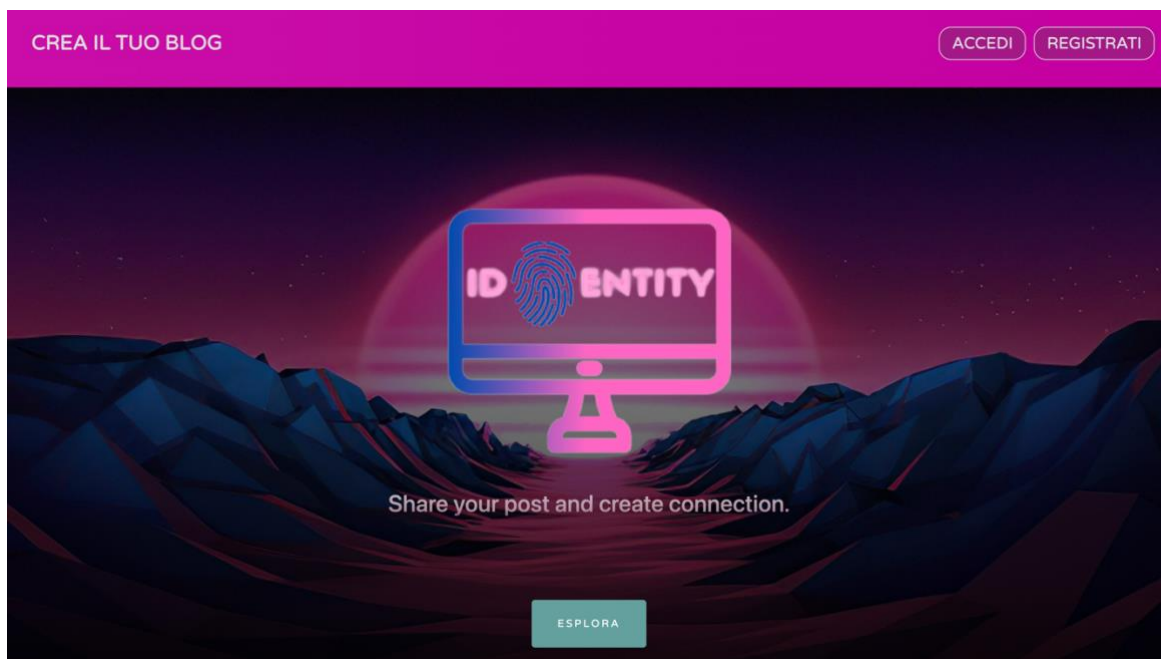 CREA IL TUO BLOG
ACCEDI REGISTRATI
ID ENTITY
Share your post and create connection.
ESPLORA